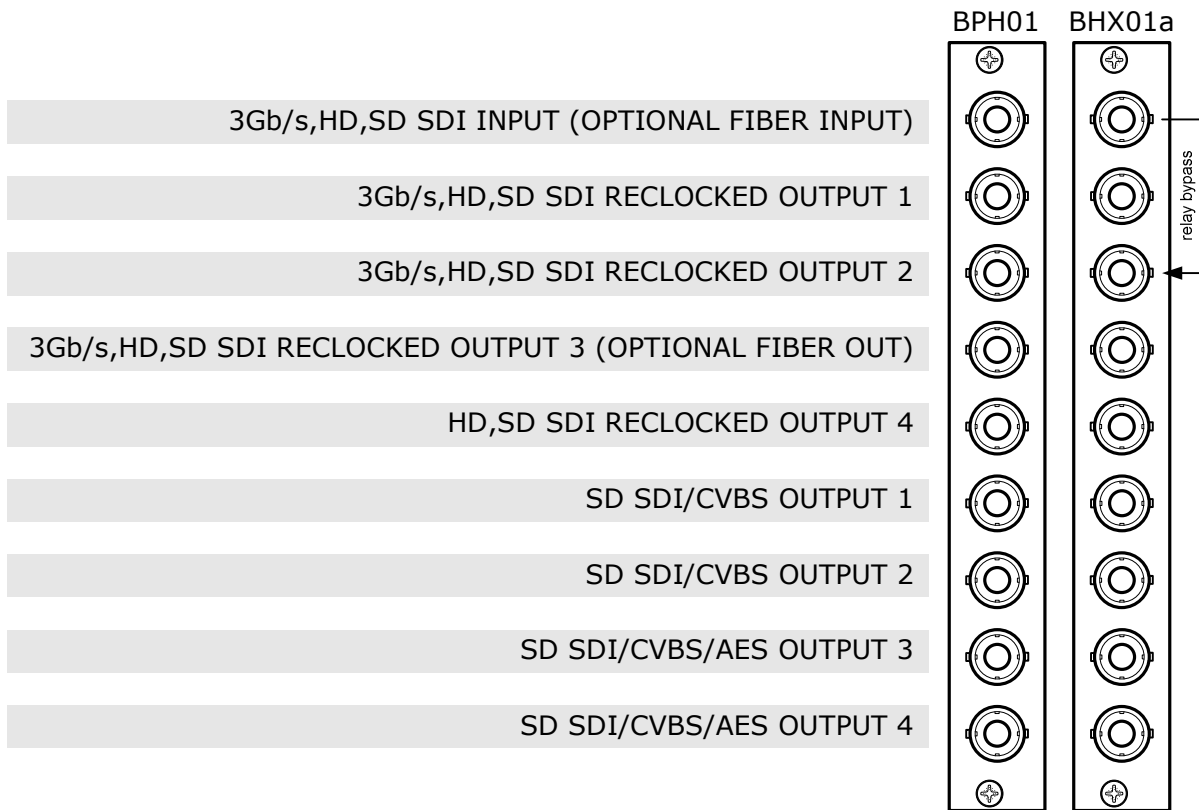 BPH01 BHX01a
3Gb/s,HD,SD SDI INPUT (OPTIONAL FIBER INPUT)
3Gb/s,HD,SD SDI RECLOCKED OUTPUT 1
relay bypass
3Gb/s,HD,SD SDI RECLOCKED OUTPUT 2
3Gb/s,HD,SD SDI RECLOCKED OUTPUT 3 (OPTIONAL FIBER OUT)
HD,SD SDI RECLOCKED OUTPUT 4
SD SDI/CVBS OUTPUT 1
SD SDI/CVBS OUTPUT 2
SD SDI/CVBS/AES OUTPUT 3
SD SDI/CVBS/AES OUTPUT 4